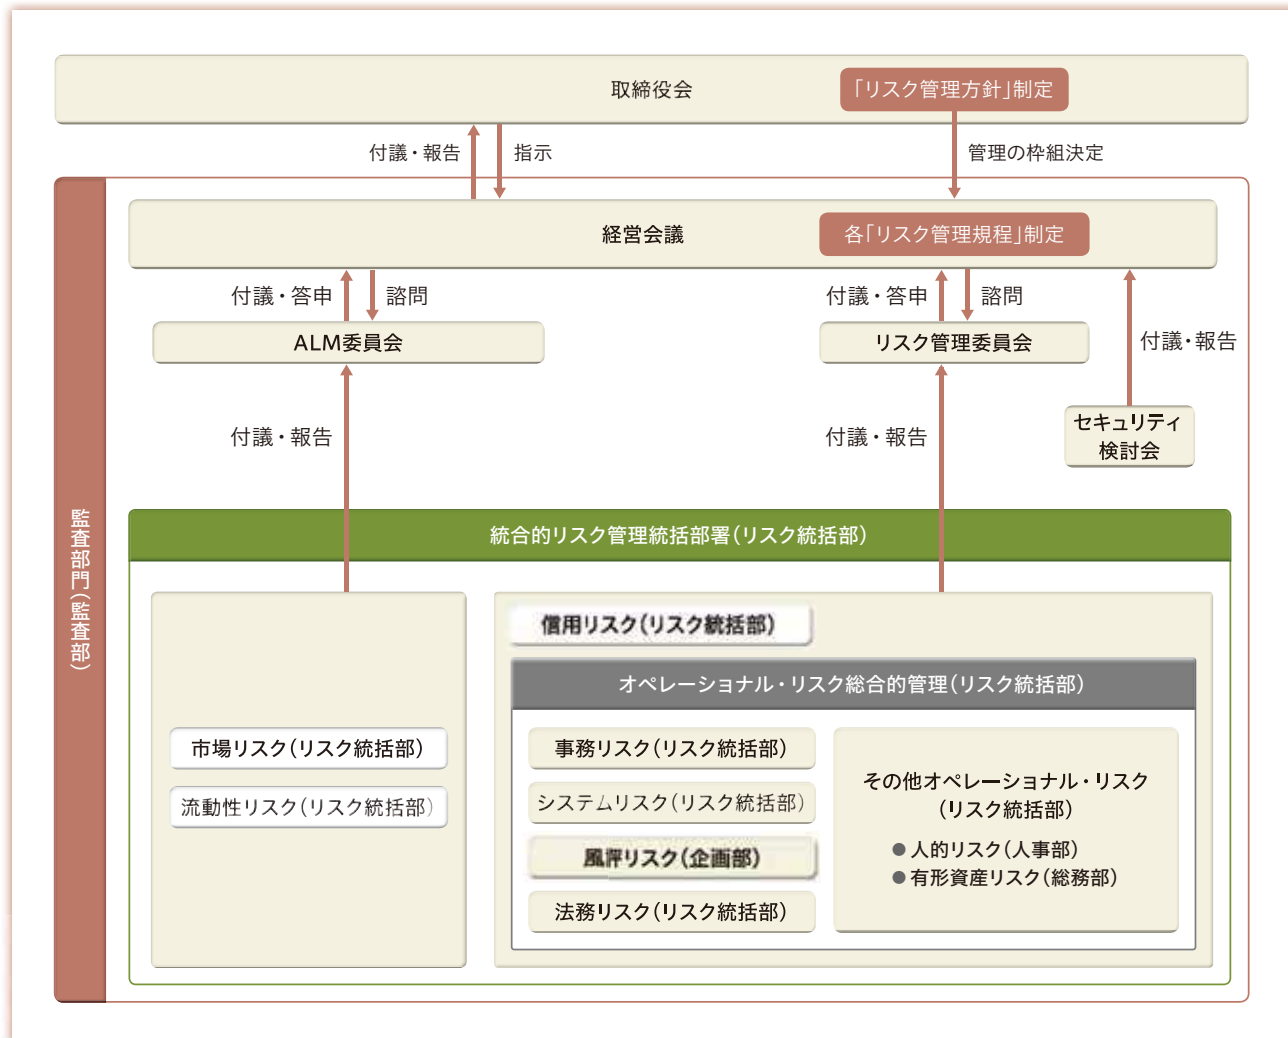 取締役会
「リスク管理方針」制定
付議・報告
指示
管理の枠組決定
経営会議
各「リスク管理規程」制定
付議・答申
諮問
付議・答申
諮問
ALM委員会
リスク管理委員会
付議・報告
セキュリティ
検討会
付議・報告
付議・報告
監査部門(監査部)
統合的リスク管理統括部署(リスク統括部)
信用リスク(リスク統括部)
オペレーショナル・リスク総合的管理(リスク統括部)
市場リスク(リスク統括部)
流動性リスク(リスク統括部)
事務リスク(リスク統括部)
システムリスク(リスク統括部)
風評リスク(企画部)
法務リスク(リスク統括部)
その他オペレーショナル・リスク
(リスク統括部)
●人的リスク(人事部)
●有形資産リスク(総務部)